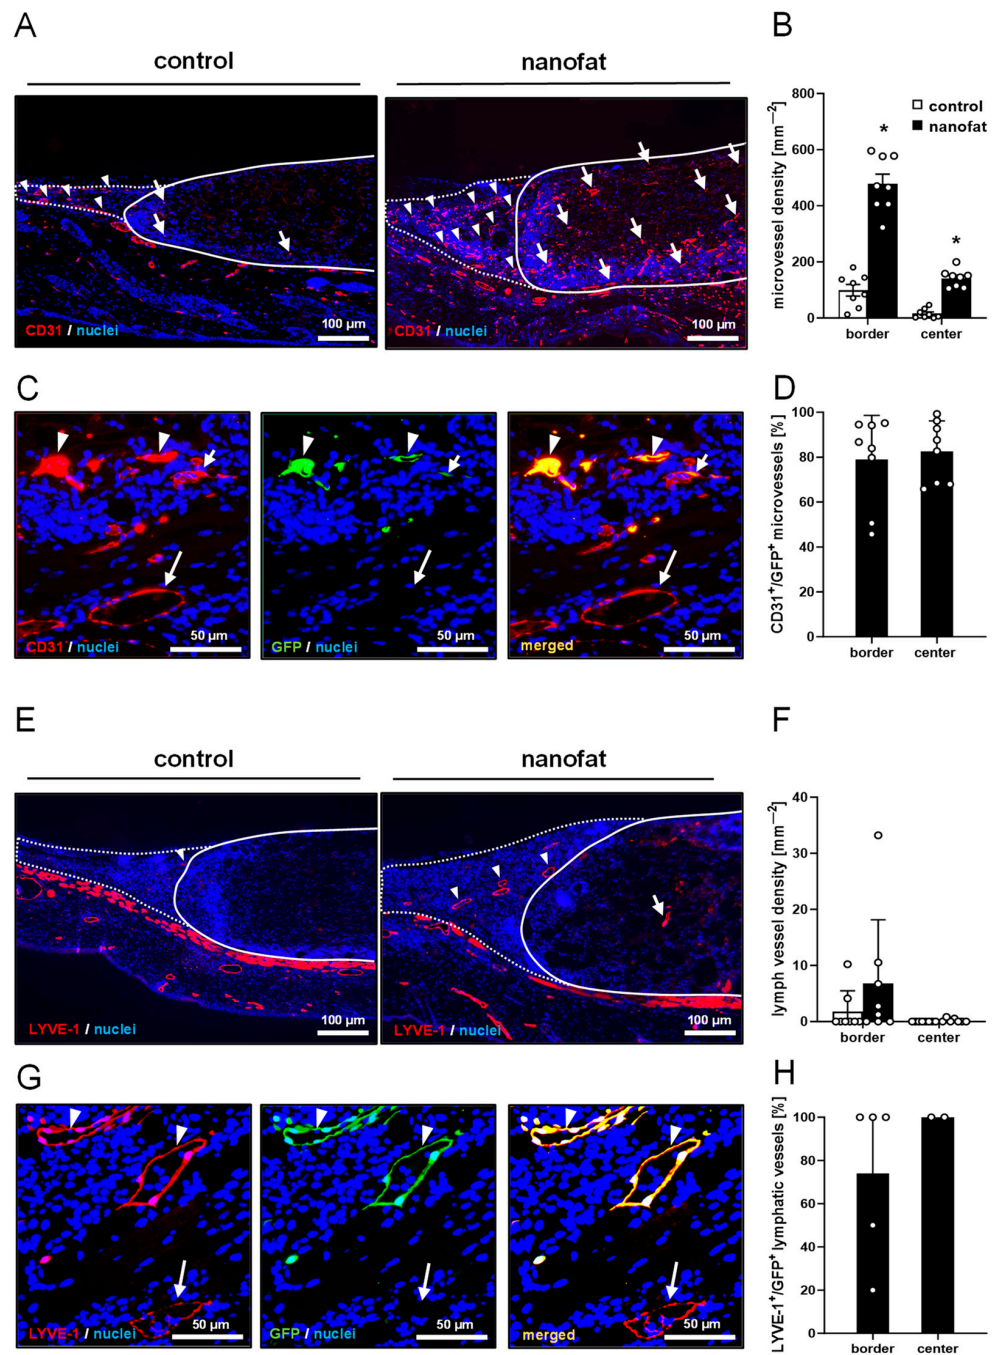 A
control
nanofat
CD31 / nuclei
100 µm
CD31 / nuclei
100 µm
B
microvessel density [mm⁻²]
800
600
400
200
0
control
nanofat
*
*
border
center
C
CD31 / nuclei
50 µm
GFP / nuclei
50 µm
merged
50 µm
D
CD31⁺/GFP⁺ microvessels [%]
100
80
60
40
20
0
border
center
E
control
nanofat
LYVE-1 / nuclei
100 µm
LYVE-1 / nuclei
100 µm
F
lymph vessel density [mm⁻²]
40
30
20
10
0
border
center
G
LYVE-1 / nuclei
50 µm
GFP / nuclei
50 µm
merged
50 µm
H
LYVE-1⁺/GFP⁺ lymphatic vessels [%]
100
80
60
40
20
0
border
center